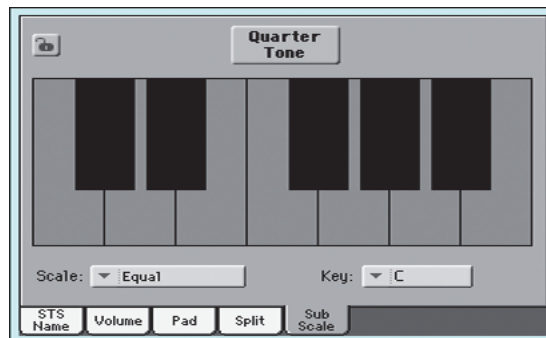 Quarter
Tone
Scale: Equal
Key: C
STS
Name
Volume
Pad
Split
Sub
Scale